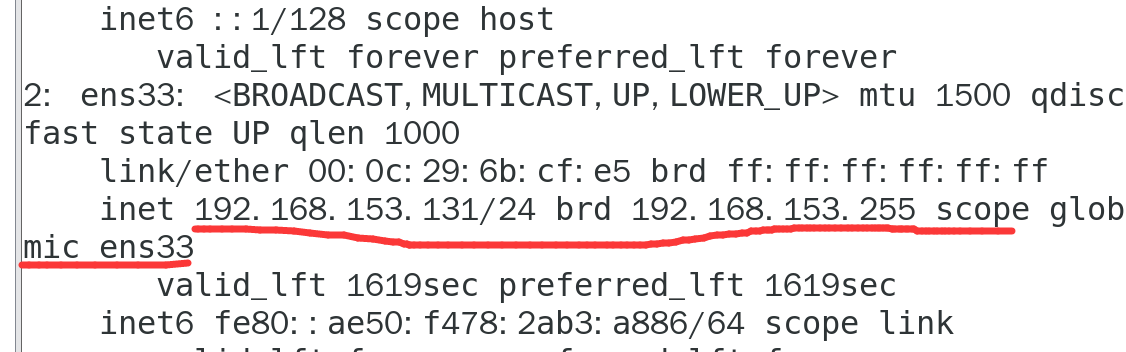 inet6 ::1/128 scope host
valid_lft forever preferred_lft forever
2: ens33: <BROADCAST,MULTICAST,UP,LOWER_UP> mtu 1500 qdisc
fast state UP qlen 1000
link/ether 00:0c:29:6b:cf:e5 brd ff:ff:ff:ff:ff:ff
inet 192.168.153.131/24 brd 192.168.153.255 scope glob
mic ens33
valid_lft 1619sec preferred_lft 1619sec
inet6 fe80::ae50:f478:2ab3:a886/64 scope link